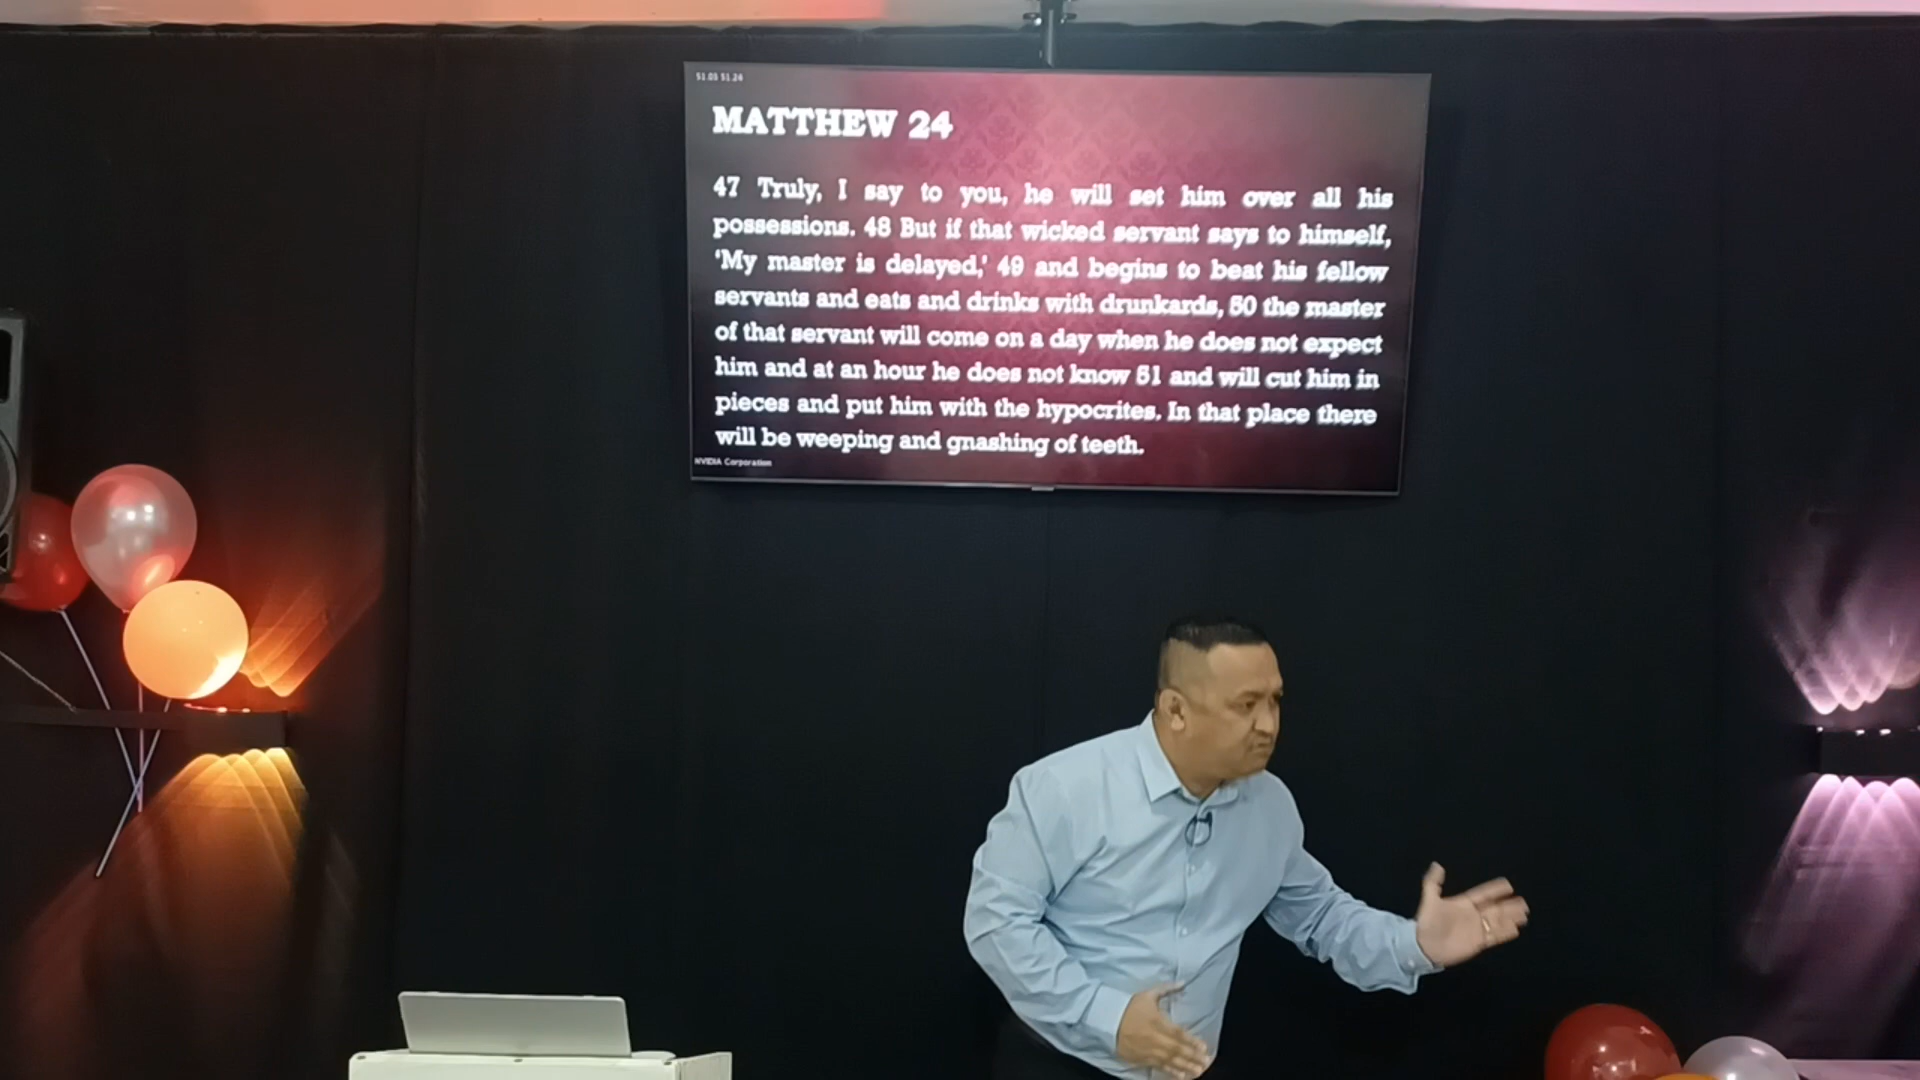 51.05 51.24
MATTHEW 24
47 Truly, I say to you, he will set him over all his
possessions. 48 But if that wicked servant says to himself,
‘My master is delayed,’ 49 and begins to beat his fellow
servants and eats and drinks with drunkards, 50 the master
of that servant will come on a day when he does not expect
him and at an hour he does not know 51 and will cut him in
pieces and put him with the hypocrites. In that place there
will be weeping and gnashing of teeth.
NVIDIA Corporation